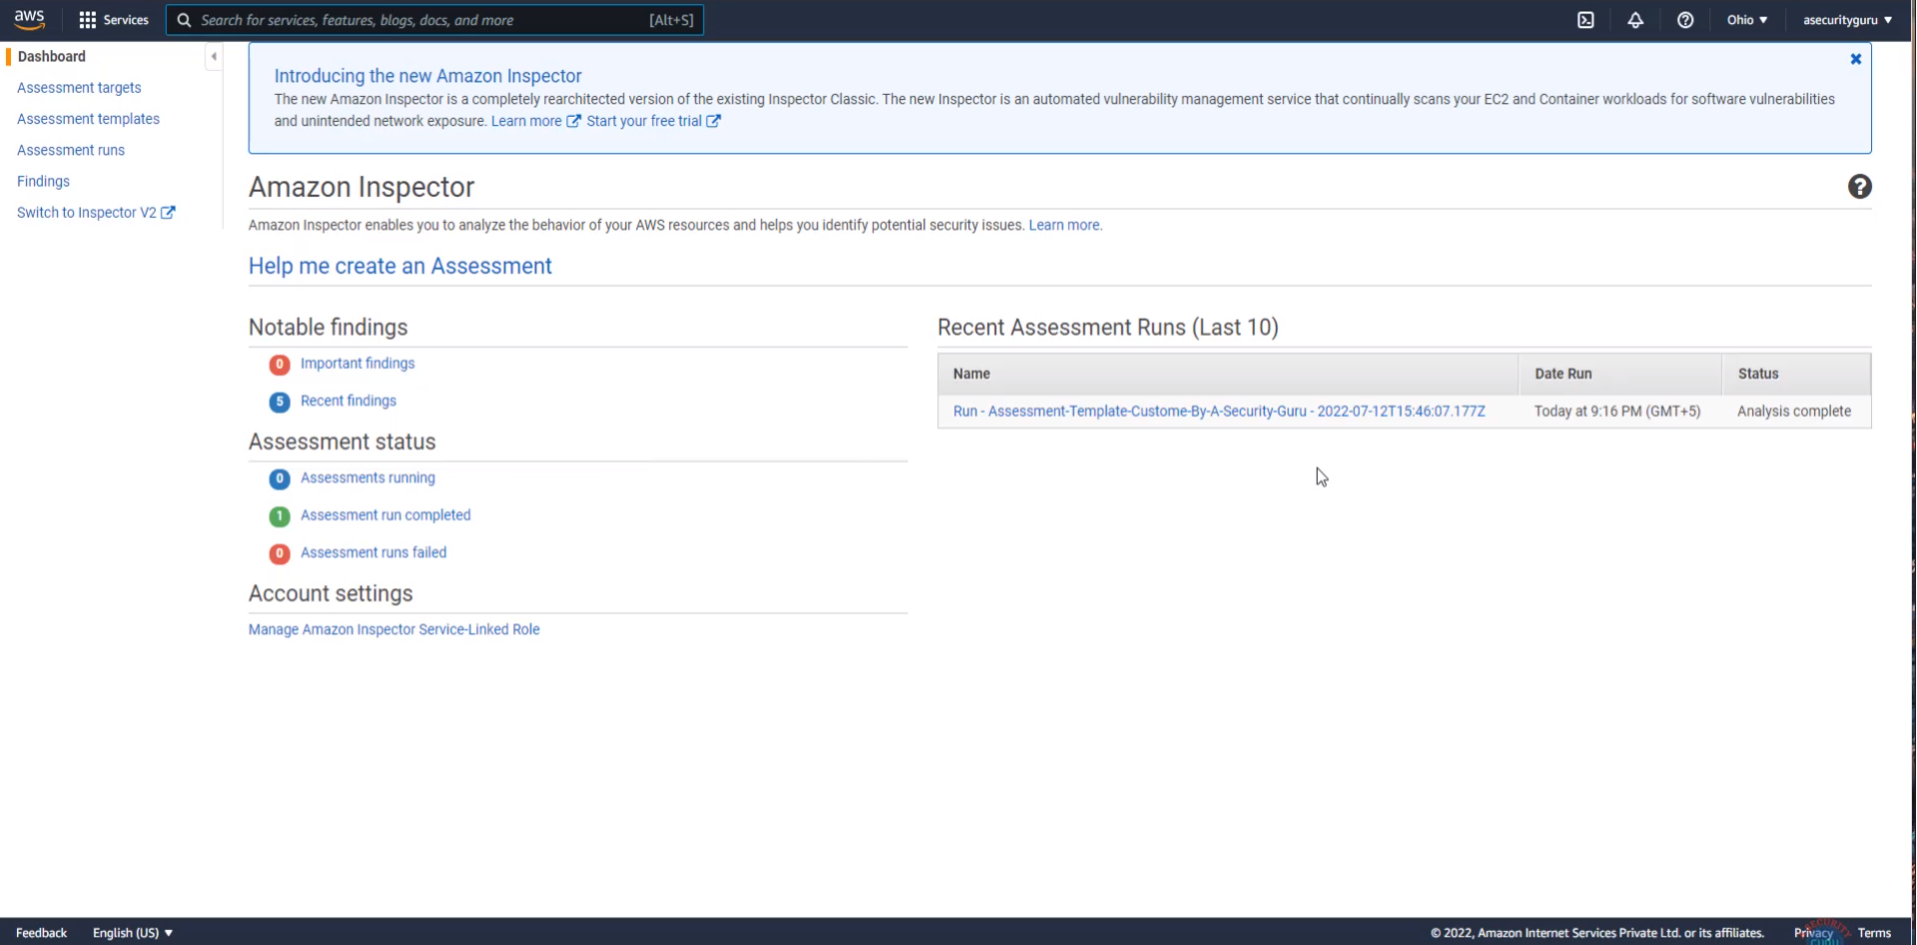 aws
Services
Search for services, features, blogs, docs, and more
[Alt+S]
Ohio
asecurityguru
Dashboard
Assessment targets
Assessment templates
Assessment runs
Findings
Switch to Inspector V2
Introducing the new Amazon Inspector
The new Amazon Inspector is a completely rearchitected version of the existing Inspector Classic. The new Inspector is an automated vulnerability management service that continually scans your EC2 and Container workloads for software vulnerabilities
and unintended network exposure. Learn more Start your free trial
Amazon Inspector
Amazon Inspector enables you to analyze the behavior of your AWS resources and helps you identify potential security issues. Learn more.
Help me create an Assessment
Notable findings
0 Important findings
5 Recent findings
Assessment status
0 Assessments running
1 Assessment run completed
0 Assessment runs failed
Account settings
Manage Amazon Inspector Service-Linked Role
Recent Assessment Runs (Last 10)
Name Date Run Status
Run - Assessment-Template-Custome-By-A-Security-Guru - 2022-07-12T15:46:07.177Z Today at 9:16 PM (GMT+5) Analysis complete
Feedback
English (US)
© 2022, Amazon Internet Services Private Ltd. or its affiliates.
Privacy
Terms
SECURITY
GURU